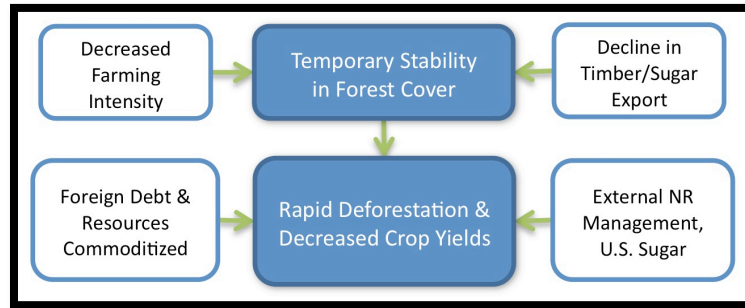 Decreased
Farming
Intensity
Temporary Stability
in Forest Cover
Decline in
Timber/Sugar
Export
Foreign Debt &
Resources
Commoditized
Rapid Deforestation &
Decreased Crop Yields
External NR
Management,
U.S. Sugar